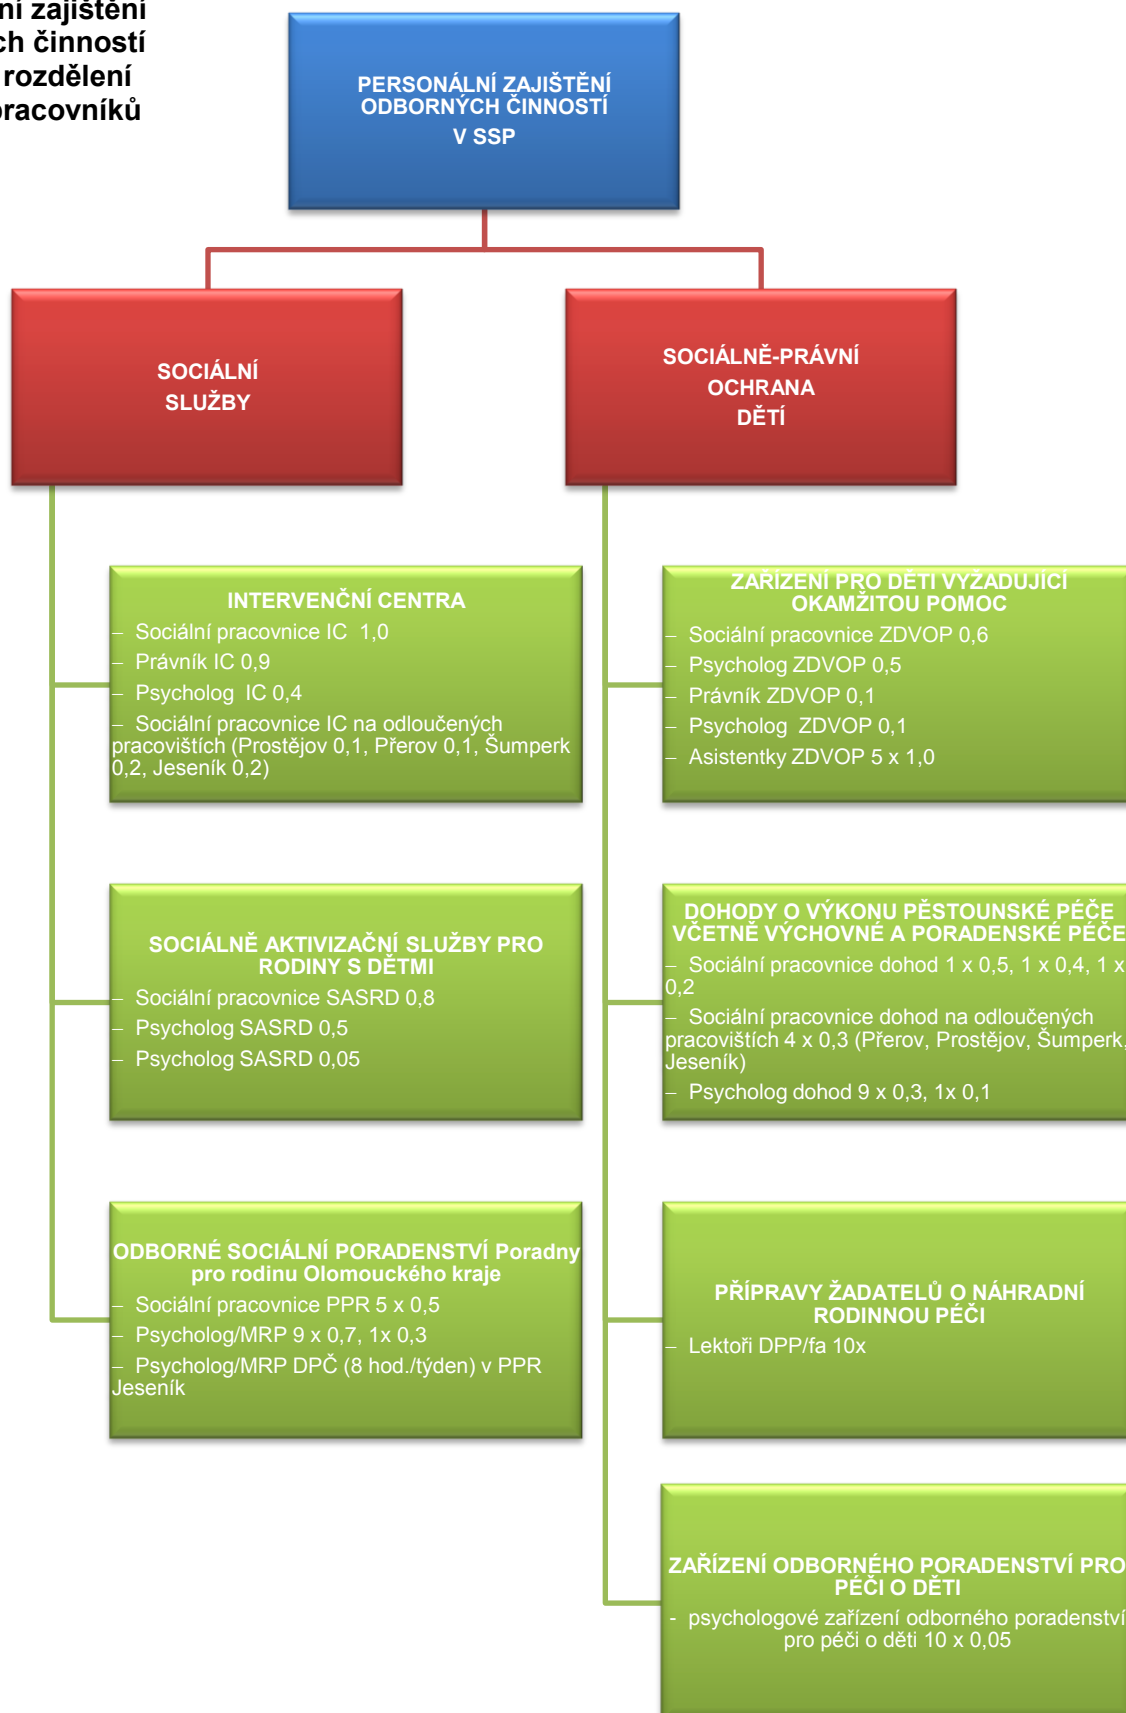 ní zajištění
ch činností
rozdělení
pracovníků
PERSONÁLNÍ ZAJIŠTĚNÍ
ODBORNÝCH ČINNOSTÍ
V SSP
SOCIÁLNÍ
SLUŽBY
INTERVENČNÍ CENTRA
– Sociální pracovnice IC 1,0
– Právník IC 0,9
– Psycholog IC 0,4
– Sociální pracovnice IC na odloučených
pracovištích (Prostějov 0,1, Přerov 0,1, Šumperk
0,2, Jeseník 0,2)
SOCIÁLNĚ AKTIVIZAČNÍ SLUŽBY PRO
RODINY S DĚTMI
– Sociální pracovnice SASRD 0,8
– Psycholog SASRD 0,5
– Psycholog SASRD 0,05
ODBORNÉ SOCIÁLNÍ PORADENSTVÍ Poradny
pro rodinu Olomouckého kraje
– Sociální pracovnice PPR 5 x 0,5
– Psycholog/MRP 9 x 0,7, 1x 0,3
– Psycholog/MRP DPČ (8 hod./týden) v PPR
Jeseník
SOCIÁLNĚ-PRÁVNÍ
OCHRANA
DĚTÍ
ZAŘÍZENÍ PRO DĚTI VYŽADUJÍCÍ
OKAMŽITOU POMOC
– Sociální pracovnice ZDVOP 0,6
– Psycholog ZDVOP 0,5
– Právník ZDVOP 0,1
– Psycholog ZDVOP 0,1
– Asistentky ZDVOP 5 x 1,0
DOHODY O VÝKONU PĚSTOUNSKÉ PÉČE
VČETNĚ VÝCHOVNÉ A PORADENSKÉ PÉČE
– Sociální pracovnice dohod 1 x 0,5, 1 x 0,4, 1 x
0,2
– Sociální pracovnice dohod na odloučených
pracovištích 4 x 0,3 (Přerov, Prostějov, Šumperk,
Jeseník)
– Psycholog dohod 9 x 0,3, 1x 0,1
PŘÍPRAVY ŽADATELŮ O NÁHRADNÍ
RODINNOU PÉČI
– Lektoři DPP/fa 10x
ZAŘÍZENÍ ODBORNÉHO PORADENSTVÍ PRO
PÉČI O DĚTI
- psychologové zařízení odborného poradenství
pro péči o děti 10 x 0,05